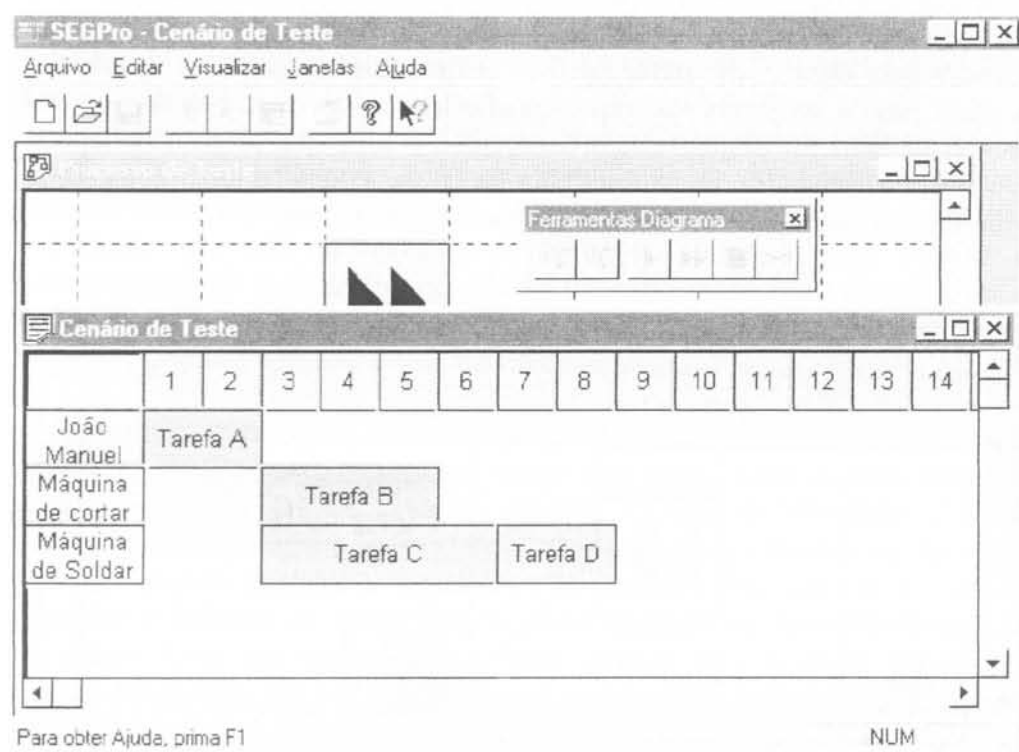 SEGPro - Cenário de Teste
Arquivo Editar Visualizar Janelas Ajuda
Ferramentas Diagrama
Cenário de Teste
1 2 3 4 5 6 7 8 9 10 11 12 13 14
João
Manuel
Tarefa A
Máquina
de cortar
Tarefa B
Máquina
de Soldar
Tarefa C Tarefa D
Para obter Ajuda, prima F1 NUM